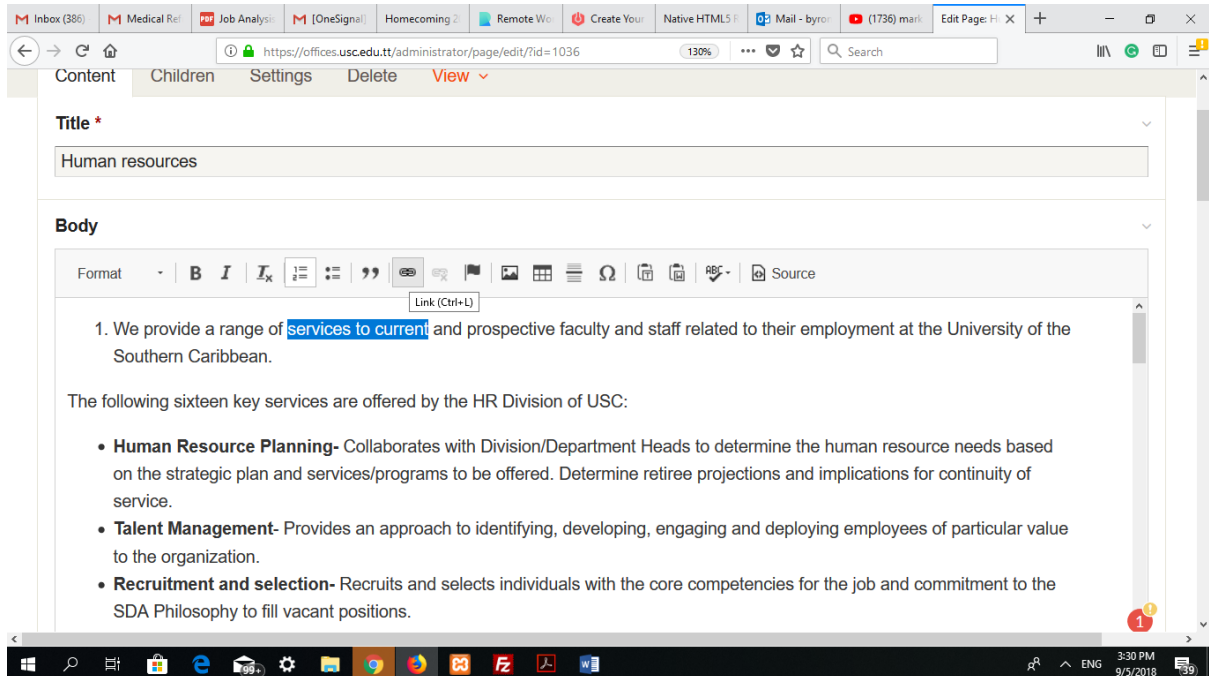 Inbox (386)
Medical Ref
Job Analysis
[OneSignal]
Homecoming 2
Remote Wo
Create Your
Native HTML5 F
Mail - byron
(1736) mark
Edit Page: H
https://offices.usc.edu.tt/administrator/page/edit/?id=1036
130%
Search
Content Children Settings Delete View
Title *
Human resources
Body
Format B I Ix Ω ABC Source
Link (Ctrl+L)
1. We provide a range of services to current and prospective faculty and staff related to their employment at the University of the
Southern Caribbean.
The following sixteen key services are offered by the HR Division of USC:
• Human Resource Planning- Collaborates with Division/Department Heads to determine the human resource needs based
on the strategic plan and services/programs to be offered. Determine retiree projections and implications for continuity of
service.
• Talent Management- Provides an approach to identifying, developing, engaging and deploying employees of particular value
to the organization.
• Recruitment and selection- Recruits and selects individuals with the core competencies for the job and commitment to the
SDA Philosophy to fill vacant positions.
1
99+
ENG
3:30 PM
9/5/2018
39